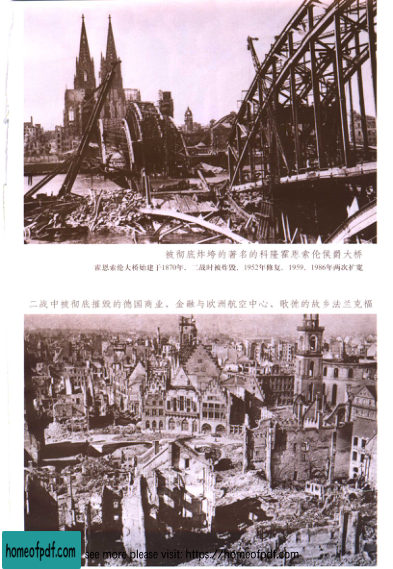 被彻底炸垮的著名的科隆霍恩索伦侯爵大桥
霍恩索伦大桥始建于1870年，二战时被炸毁，1952年修复，1959、1986年两次扩宽
二战中被彻底摧毁的德国商业、金融与欧洲航空中心、歌德的故乡法兰克福
homeofpdf.com
see more please visit: https://homeofpdf.com